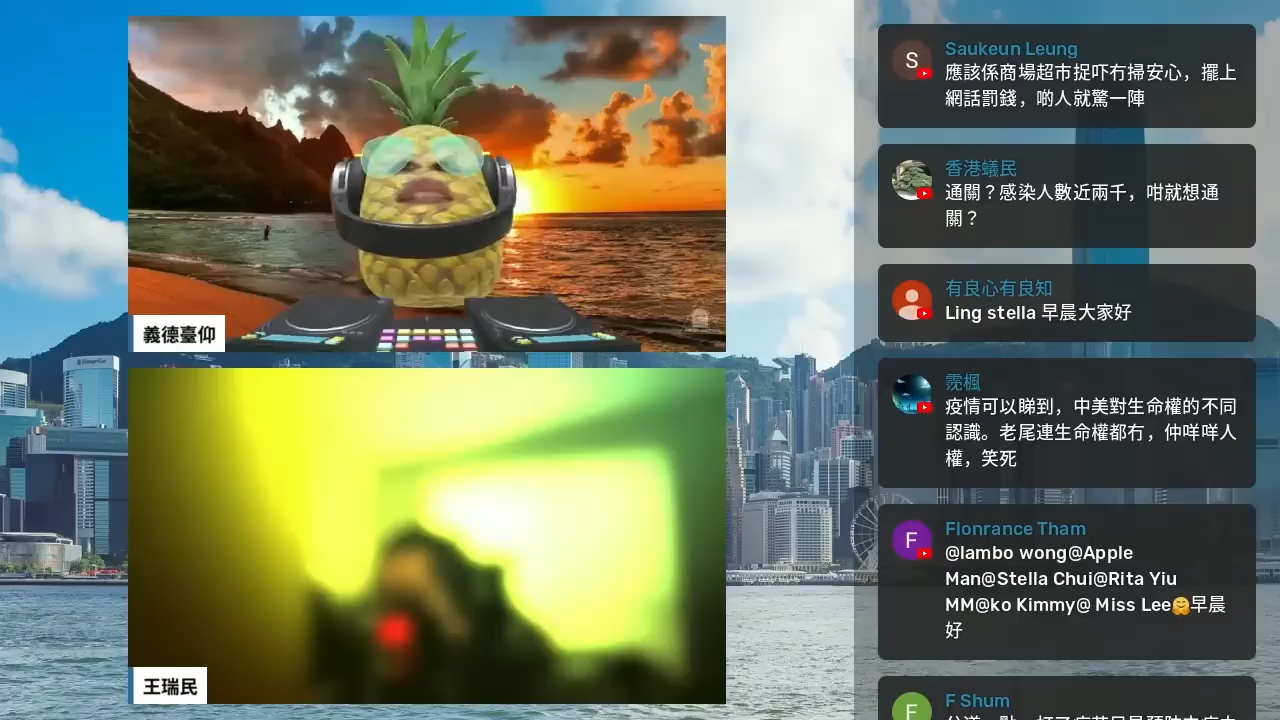 義德臺仰
王瑞民
Saukeun Leung
應該係商場超市捉吓冇掃安心，擺上
網話罰錢，啲人就驚一陣
香港蟻民
通關？感染人數近兩千，咁就想通
關？
有良心有良知
Ling stella 早晨大家好
霓楓
疫情可以睇到，中美對生命權的不同
認識。老尾連生命權都冇，仲咩咩人
權，笑死
Flonrance Tham
@lambo wong@Apple
Man@Stella Chui@Rita Yiu
MM@ko Kimmy@ Miss Lee🤗早晨
好
F Shum